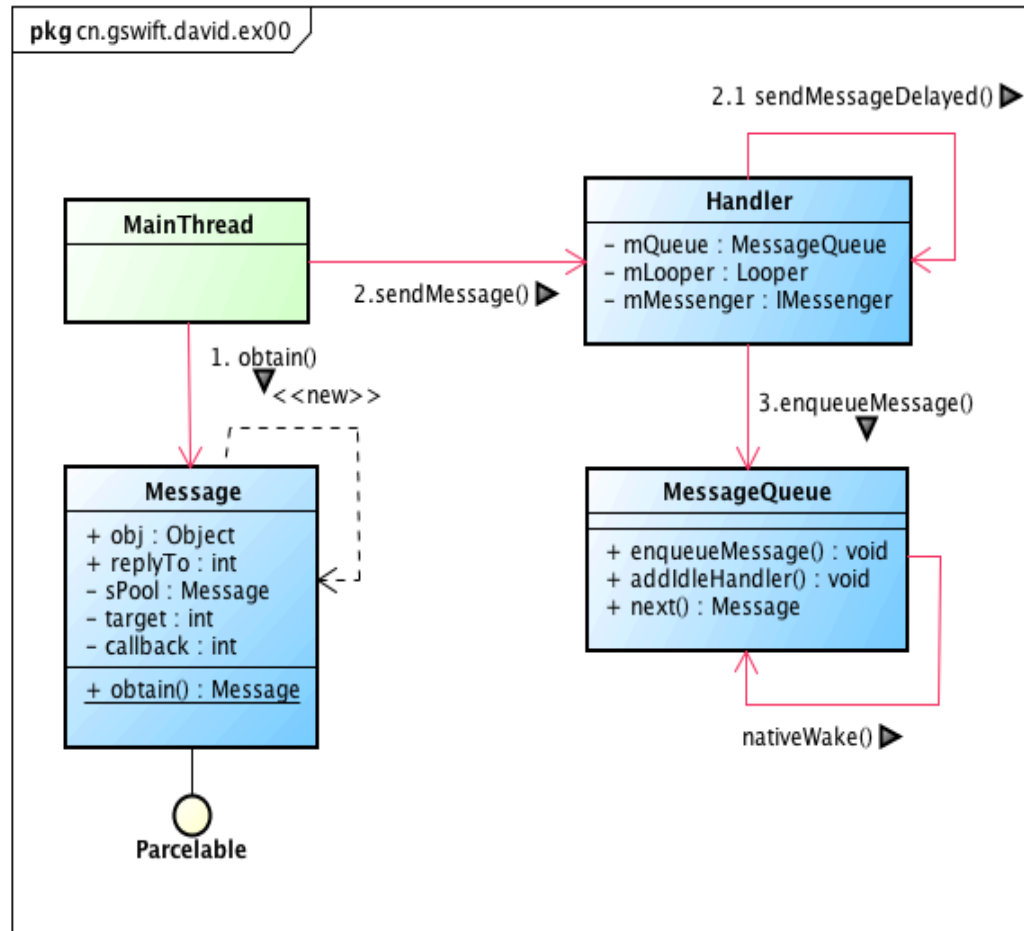 pkg cn.gswift.david.ex00
2.1 sendMessageDelayed()
MainThread
Handler
- mQueue : MessageQueue
- mLooper : Looper
- mMessenger : IMessenger
2.sendMessage()
1. obtain()
<<new>>
3.enqueueMessage()
Message
+ obj : Object
+ replyTo : int
- sPool : Message
- target : int
- callback : int
+ obtain() : Message
MessageQueue
+ enqueueMessage() : void
+ addIdleHandler() : void
+ next() : Message
nativeWake()
Parcelable